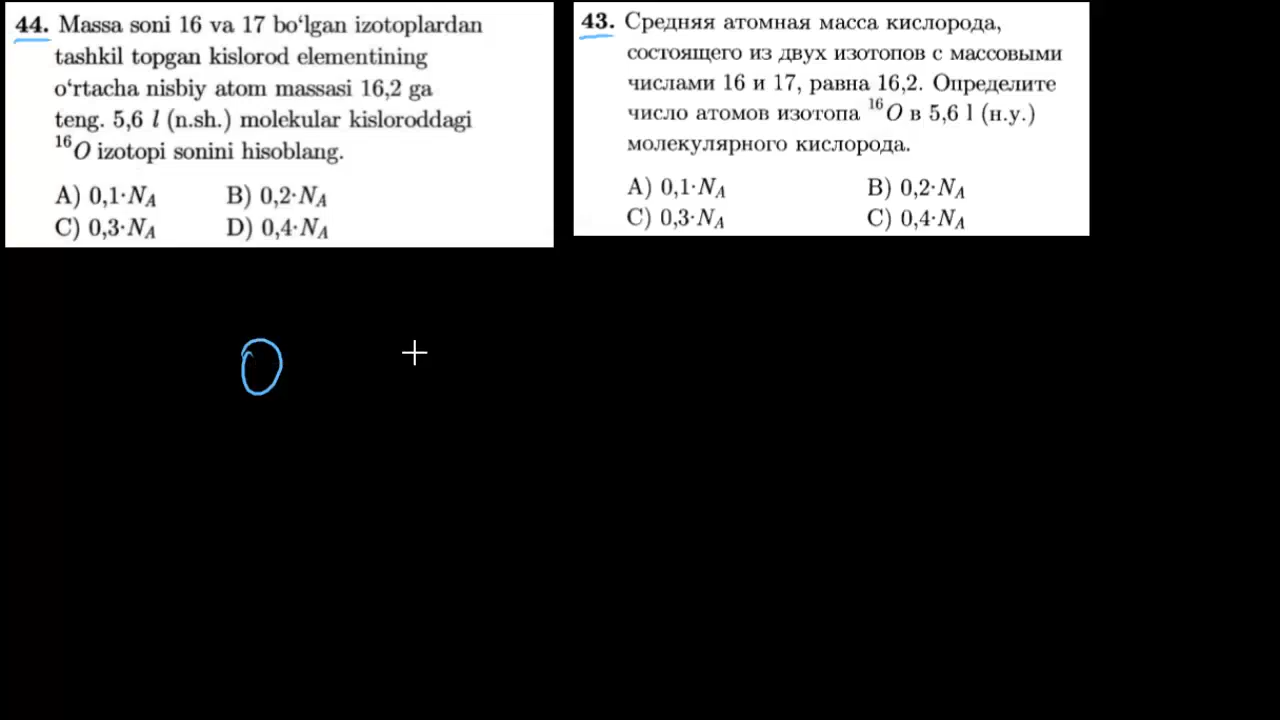 44. Massa soni 16 va 17 bo‘lgan izotoplardan
tashkil topgan kislorod elementining
o‘rtacha nisbiy atom massasi 16,2 ga
teng. 5,6 l (n.sh.) molekular kisloroddagi
¹⁶O izotopi sonini hisoblang.
A) 0,1·N_A B) 0,2·N_A
C) 0,3·N_A D) 0,4·N_A
43. Средняя атомная масса кислорода,
состоящего из двух изотопов с массовыми
числами 16 и 17, равна 16,2. Определите
число атомов изотопа ¹⁶O в 5,6 l (н.у.)
молекулярного кислорода.
A) 0,1·N_A B) 0,2·N_A
C) 0,3·N_A C) 0,4·N_A
O